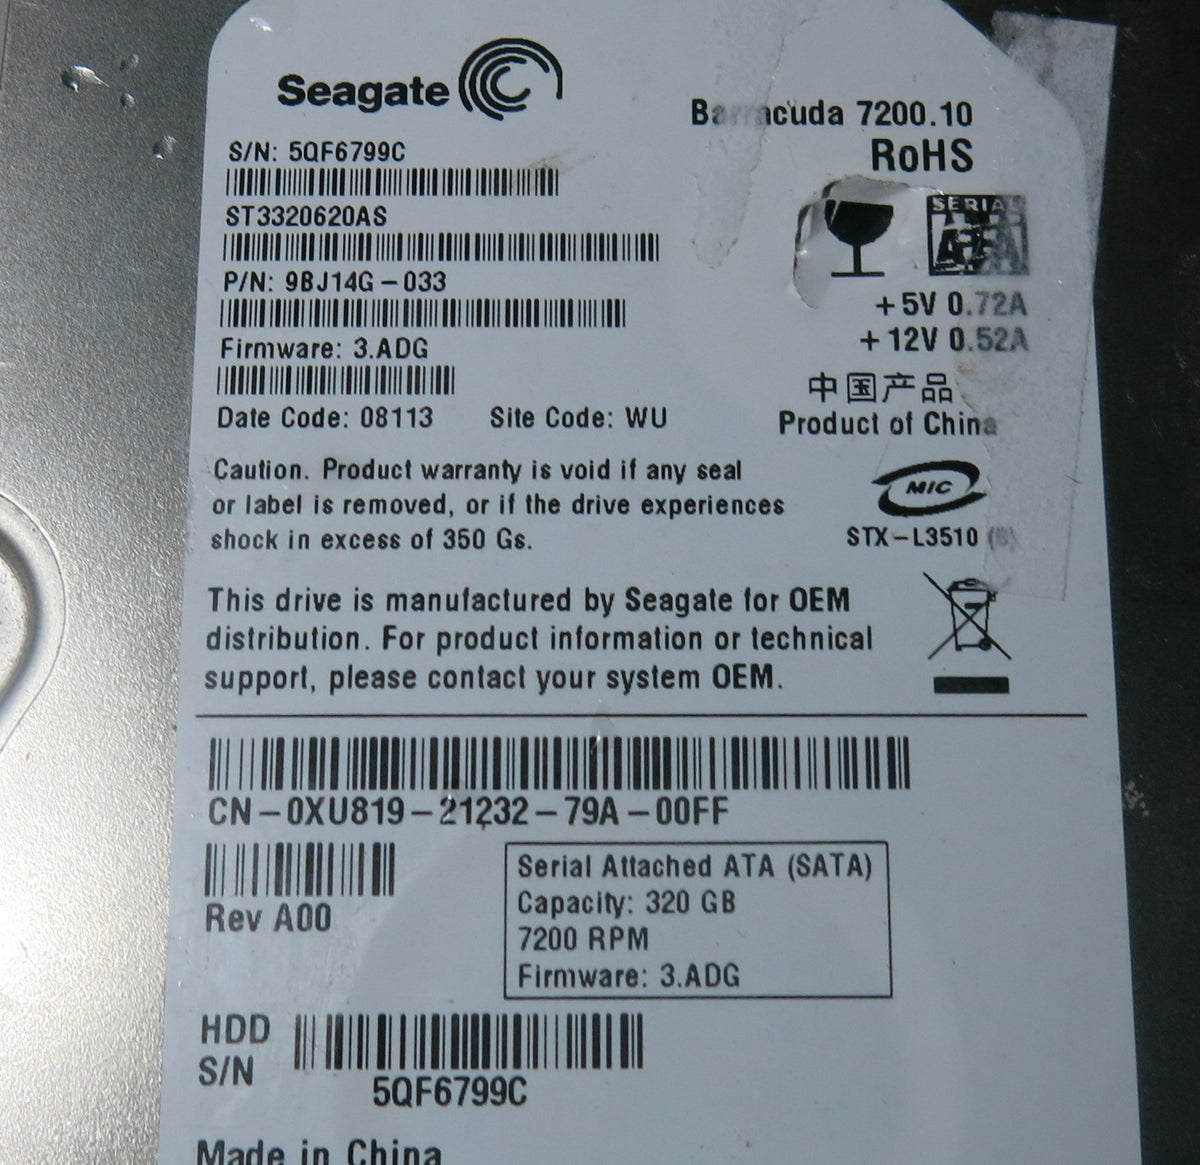 Seagate
Barracuda 7200.10
RoHS
S/N: 5QF6799C
ST3320620AS
SERIAL
ATA
P/N: 9BJ14G-033
+5V 0.72A
+12V 0.52A
Firmware: 3.ADG
中国产品
Date Code: 08113 Site Code: WU
Product of China
Caution. Product warranty is void if any seal
or label is removed, or if the drive experiences
shock in excess of 350 Gs.
MIC
STX-L3510 (B)
This drive is manufactured by Seagate for OEM
distribution. For product information or technical
support, please contact your system OEM.
CN-0XU819-21232-79A-00FF
Rev A00
Serial Attached ATA (SATA)
Capacity: 320 GB
7200 RPM
Firmware: 3.ADG
HDD
S/N
5QF6799C
Made in China